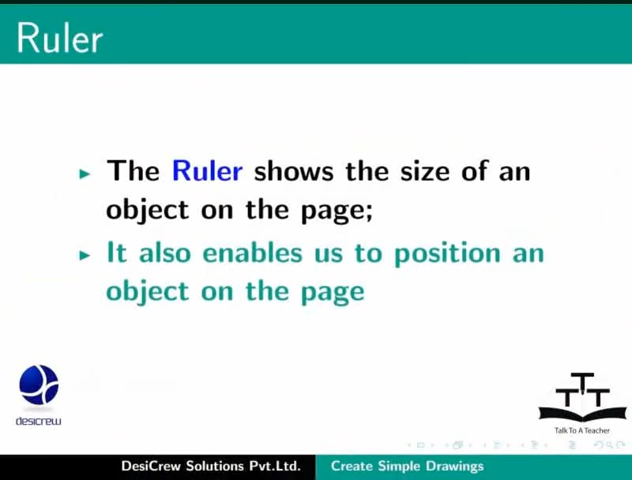 Ruler
The Ruler shows the size of an
object on the page;
It also enables us to position an
object on the page
desicrew
T
T T
Talk To A Teacher
DesiCrew Solutions Pvt.Ltd.
Create Simple Drawings